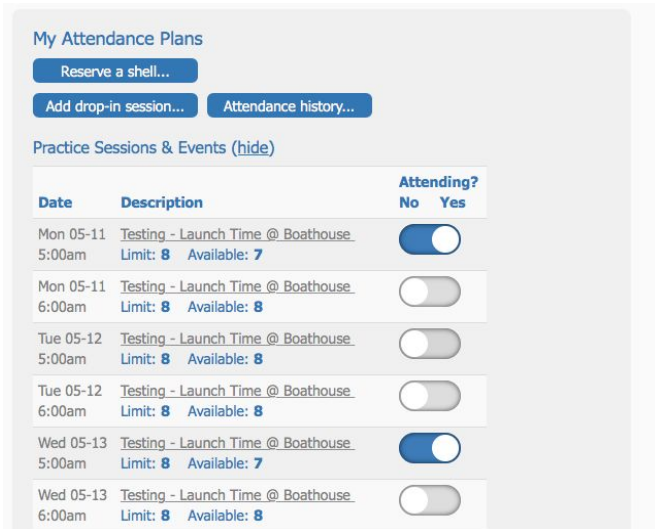 My Attendance Plans
Reserve a shell...
Add drop-in session... Attendance history...
Practice Sessions & Events (hide)
Attending?
Date Description No Yes
Mon 05-11 Testing - Launch Time @ Boathouse
5:00am Limit: 8 Available: 7
Mon 05-11 Testing - Launch Time @ Boathouse
6:00am Limit: 8 Available: 8
Tue 05-12 Testing - Launch Time @ Boathouse
5:00am Limit: 8 Available: 8
Tue 05-12 Testing - Launch Time @ Boathouse
6:00am Limit: 8 Available: 8
Wed 05-13 Testing - Launch Time @ Boathouse
5:00am Limit: 8 Available: 7
Wed 05-13 Testing - Launch Time @ Boathouse
6:00am Limit: 8 Available: 8